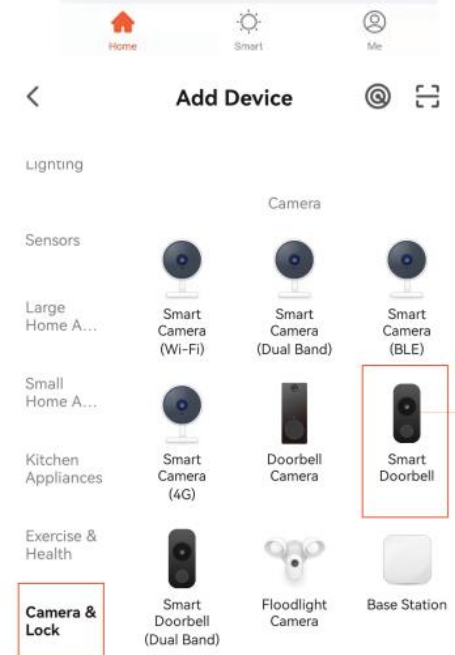 Home
Smart
Me
Add Device
Lighting
Camera
Sensors
Large
Home A...
Small
Home A...
Kitchen
Appliances
Exercise &
Health
Camera &
Lock
Smart
Camera
(Wi-Fi)
Smart
Camera
(Dual Band)
Smart
Camera
(BLE)
Smart
Camera
(4G)
Doorbell
Camera
Smart
Doorbell
Smart
Doorbell
(Dual Band)
Floodlight
Camera
Base Station